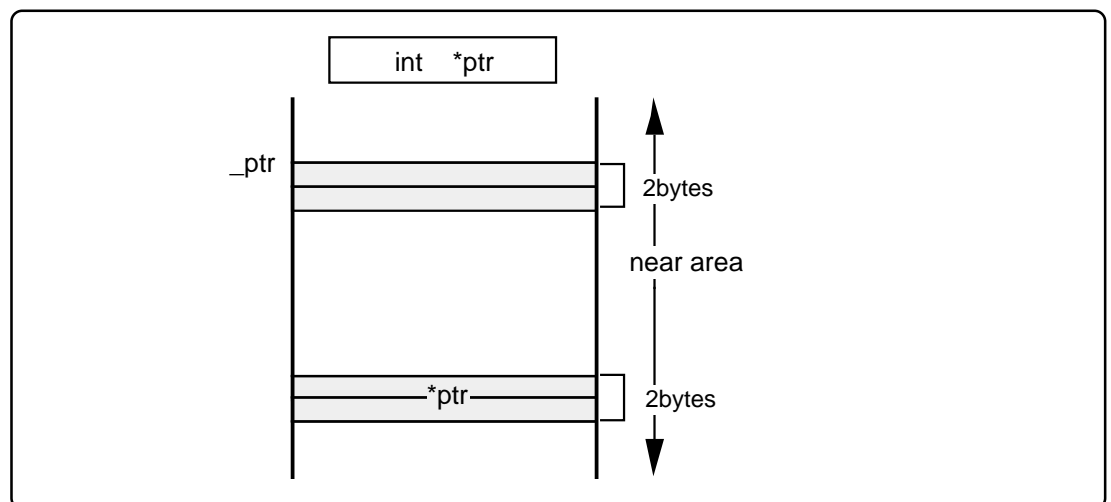 int *ptr
_ptr
2bytes
near area
*ptr
2bytes